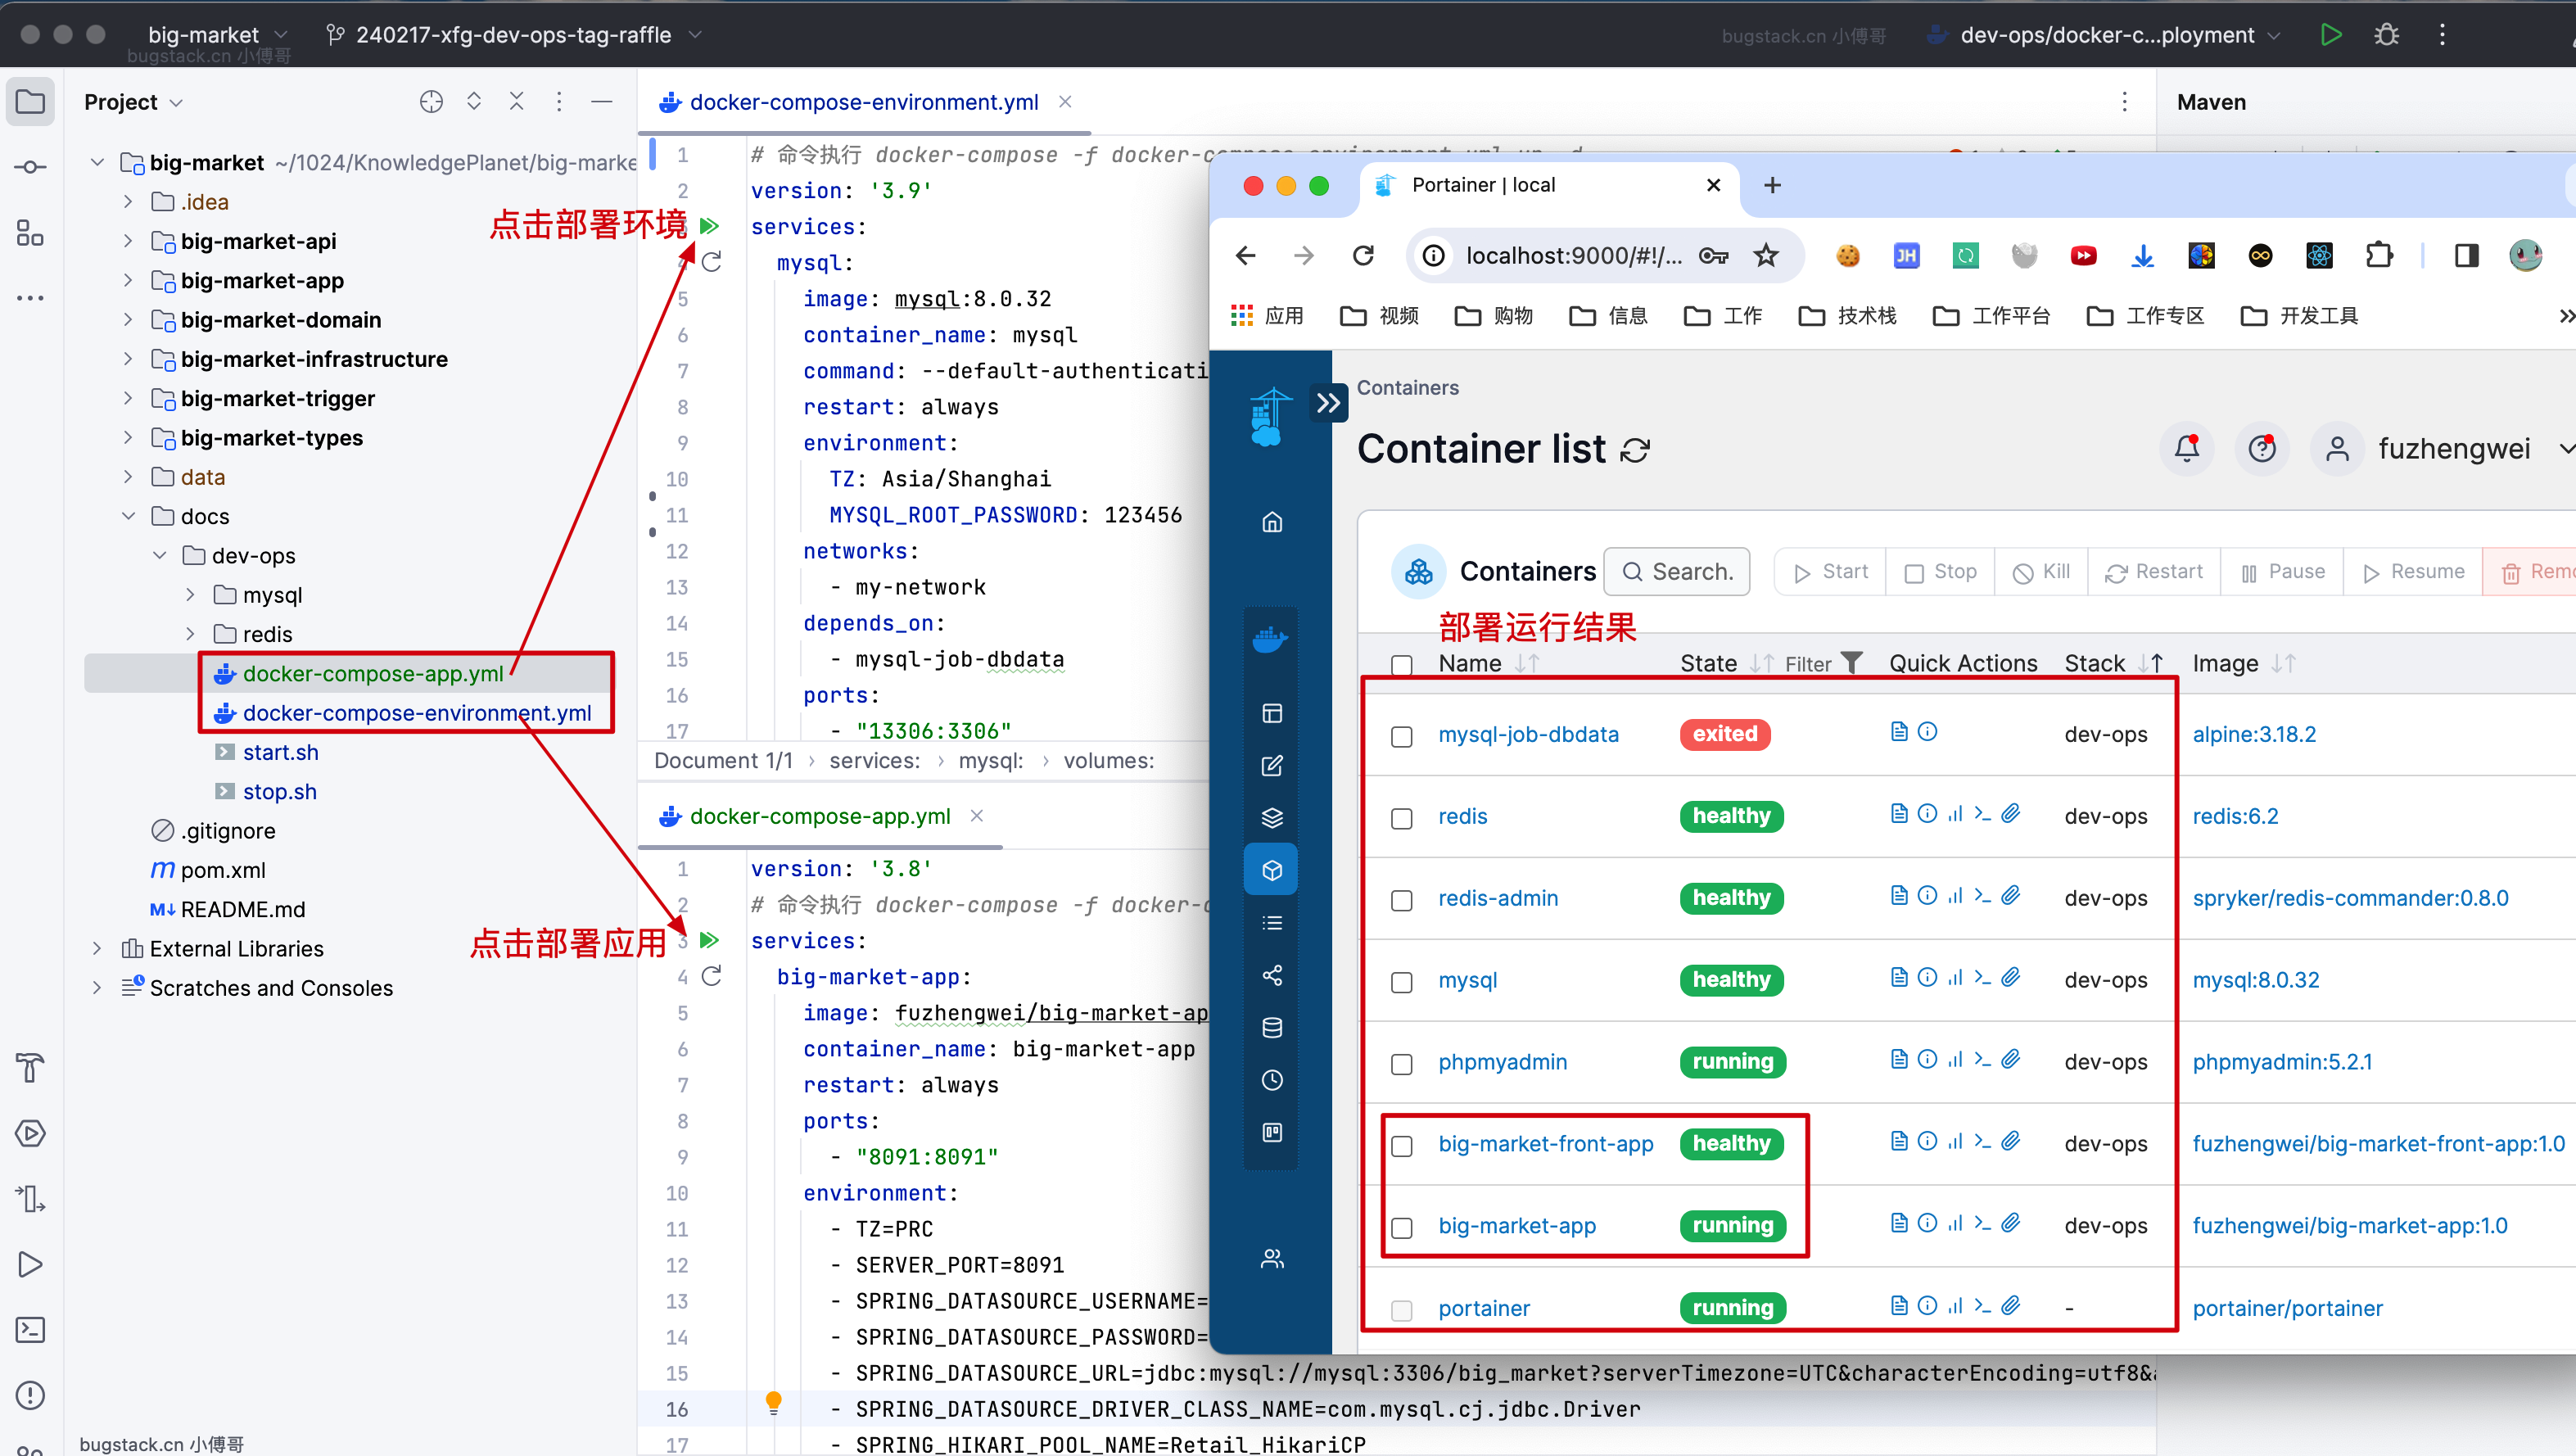 big-market
240217-xfg-dev-ops-tag-raffle
bugstack.cn 小傅哥
bugstack.cn 小傅哥
dev-ops/docker-c...ployment
Project
big-market ~/1024/KnowledgePlanet/big-marke
.idea
big-market-api
big-market-app
big-market-domain
big-market-infrastructure
big-market-trigger
big-market-types
data
docs
dev-ops
mysql
redis
docker-compose-app.yml
docker-compose-environment.yml
start.sh
stop.sh
.gitignore
pom.xml
README.md
External Libraries
Scratches and Consoles
bugstack.cn 小傅哥
点击部署环境
点击部署应用
docker-compose-environment.yml
1 # 命令执行 docker-compose -f docker-compose-environment.yml up -d
2 version: '3.9'
services:
4 mysql:
5 image: mysql:8.0.32
6 container_name: mysql
7 command: --default-authenticati
8 restart: always
9 environment:
10 TZ: Asia/Shanghai
11 MYSQL_ROOT_PASSWORD: 123456
12 networks:
13 - my-network
14 depends_on:
15 - mysql-job-dbdata
16 ports:
17 - "13306:3306"
Document 1/1 › services: › mysql: › volumes:
docker-compose-app.yml
1 version: '3.8'
2 # 命令执行 docker-compose -f docker-c
3 services:
4 big-market-app:
5 image: fuzhengwei/big-market-ap
6 container_name: big-market-app
7 restart: always
8 ports:
9 - "8091:8091"
10 environment:
11 - TZ=PRC
12 - SERVER_PORT=8091
13 - SPRING_DATASOURCE_USERNAME=
14 - SPRING_DATASOURCE_PASSWORD=
15 - SPRING_DATASOURCE_URL=jdbc:mysql://mysql:3306/big_market?serverTimezone=UTC&characterEncoding=utf8&
16 - SPRING_DATASOURCE_DRIVER_CLASS_NAME=com.mysql.cj.jdbc.Driver
17 - SPRING_HIKARI_POOL_NAME=Retail_HikariCP
Maven
Portainer | local
localhost:9000/#!/...
JH
应用 视频 购物 信息 工作 技术栈 工作平台 工作专区 开发工具
Containers
Container list
fuzhengwei
Containers
Search.
Start Stop Kill Restart Pause Resume Remo
部署运行结果
Name State Filter Quick Actions Stack Image
mysql-job-dbdata exited dev-ops alpine:3.18.2
redis healthy dev-ops redis:6.2
redis-admin healthy dev-ops spryker/redis-commander:0.8.0
mysql healthy dev-ops mysql:8.0.32
phpmyadmin running dev-ops phpmyadmin:5.2.1
big-market-front-app healthy dev-ops fuzhengwei/big-market-front-app:1.0
big-market-app running dev-ops fuzhengwei/big-market-app:1.0
portainer running - portainer/portainer